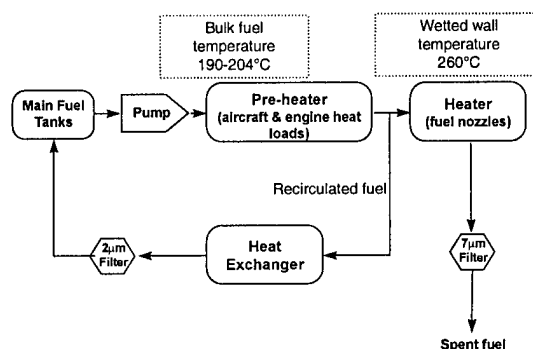 Bulk fuel
temperature
190-204°C
Wetted wall
temperature
260°C
Main Fuel
Tanks
Pump
Pre-heater
(aircraft & engine heat
loads)
Heater
(fuel nozzles)
Recirculated fuel
2μm
Filter
Heat
Exchanger
7μm
Filter
Spent fuel